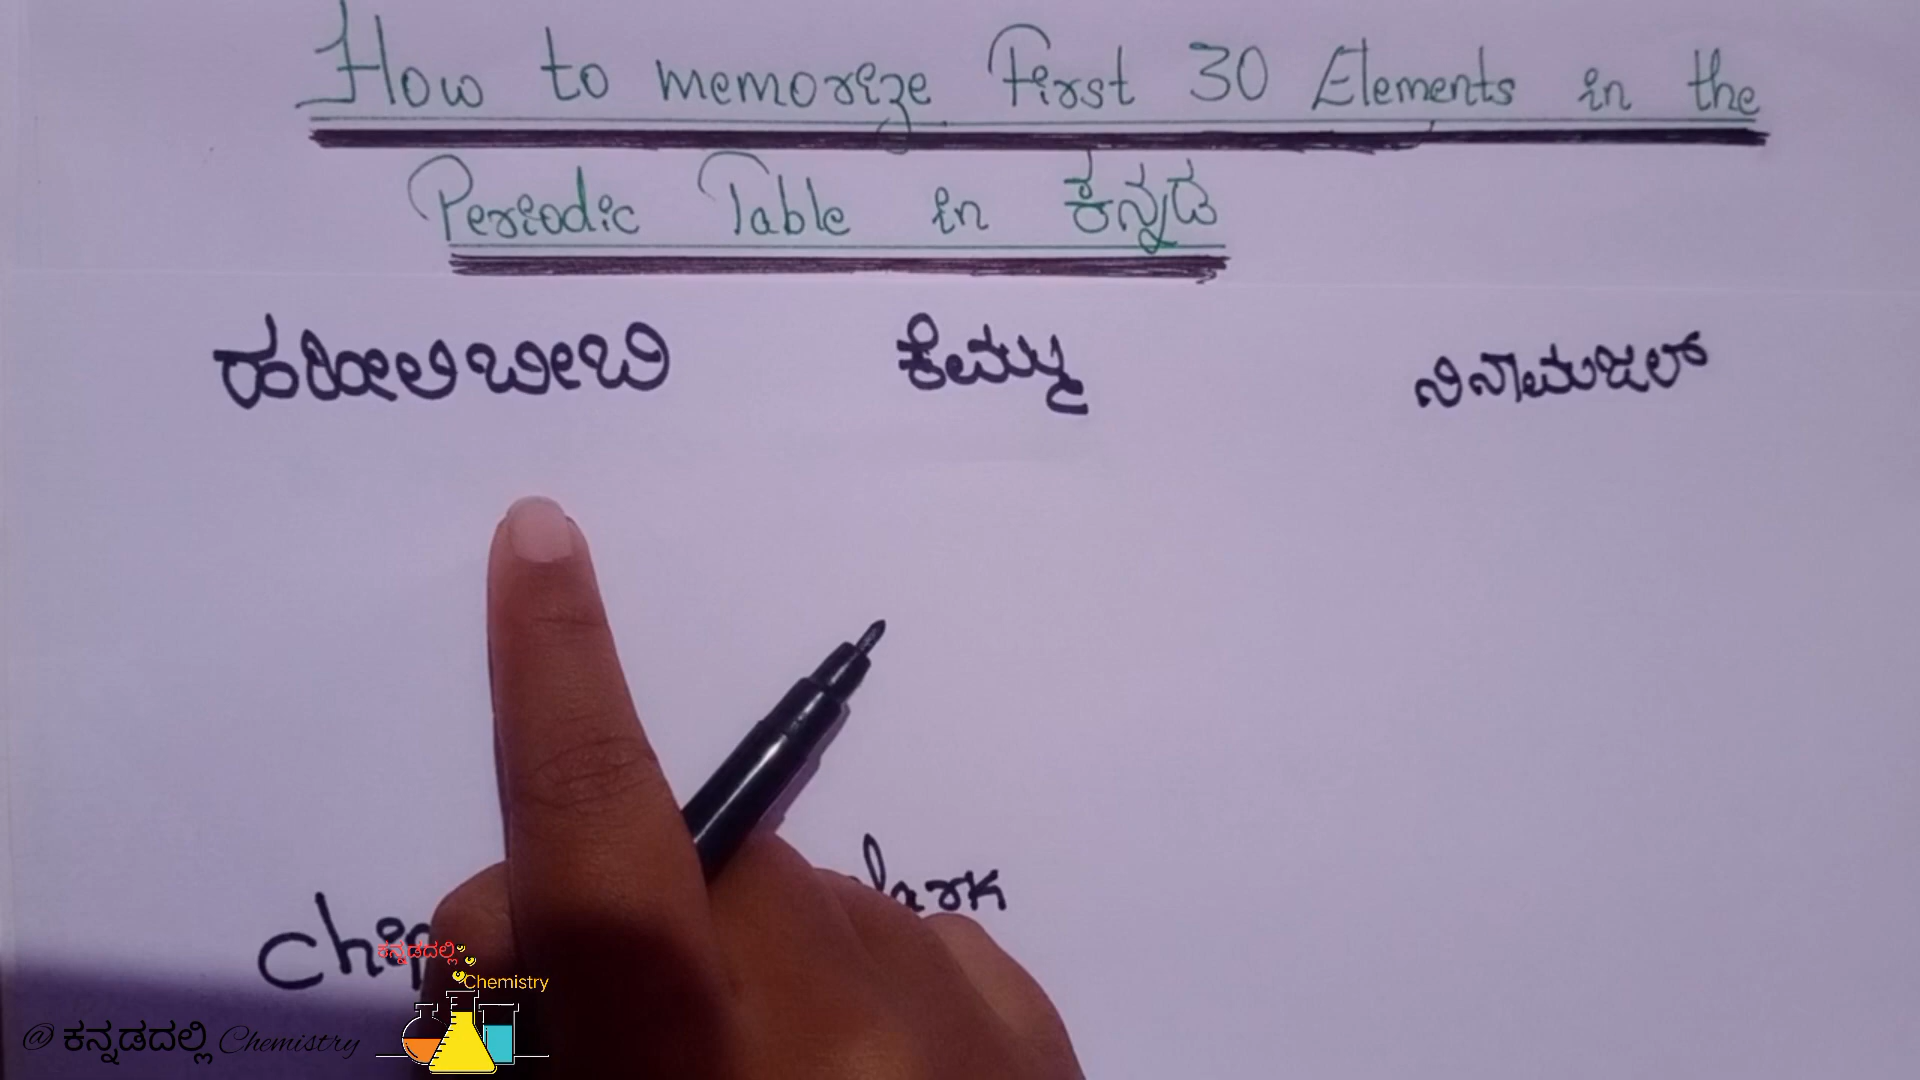 How to memorize First 30 Elements in the
Periodic Table in ಕನ್ನಡ
ಹಹೀಲಿಬೀಬಿ ಕೆಮ್ಮು ನಿನಾಮಜಲ್
ಕನ್ನಡದಲ್ಲಿ
Chemistry
@ ಕನ್ನಡದಲ್ಲಿ Chemistry